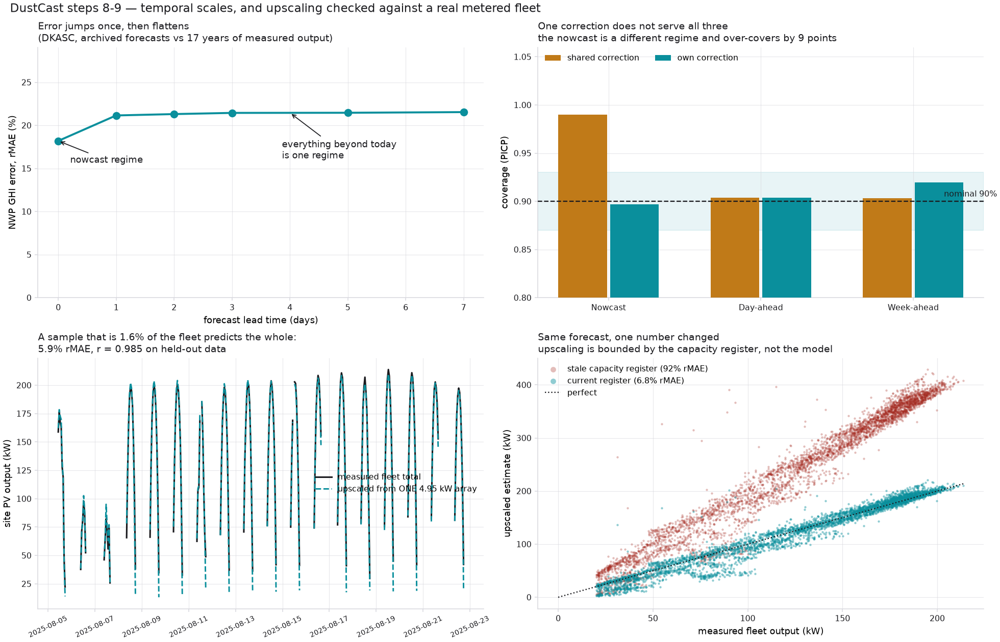 DustCast steps 8-9 — temporal scales, and upscaling checked against a real metered fleet
Error jumps once, then flattens
(DKASC, archived forecasts vs 17 years of measured output)
NWP GHI error, rMAE (%)
25
20
15
10
5
0
nowcast regime
everything beyond today
is one regime
0 1 2 3 4 5 6 7
forecast lead time (days)
One correction does not serve all three
the nowcast is a different regime and over-covers by 9 points
shared correction
own correction
coverage (PICP)
1.05
1.00
0.95
0.90
0.85
0.80
nominal 90%
Nowcast Day-ahead Week-ahead
A sample that is 1.6% of the fleet predicts the whole:
5.9% rMAE, r = 0.985 on held-out data
site PV output (kW)
200
175
150
125
100
75
50
25
measured fleet total
upscaled from ONE 4.95 kW array
2025-08-05 2025-08-07 2025-08-09 2025-08-11 2025-08-13 2025-08-15 2025-08-17 2025-08-19 2025-08-21 2025-08-23
Same forecast, one number changed
upscaling is bounded by the capacity register, not the model
stale capacity register (92% rMAE)
current register (6.8% rMAE)
perfect
upscaled estimate (kW)
400
300
200
100
0
0 50 100 150 200
measured fleet output (kW)